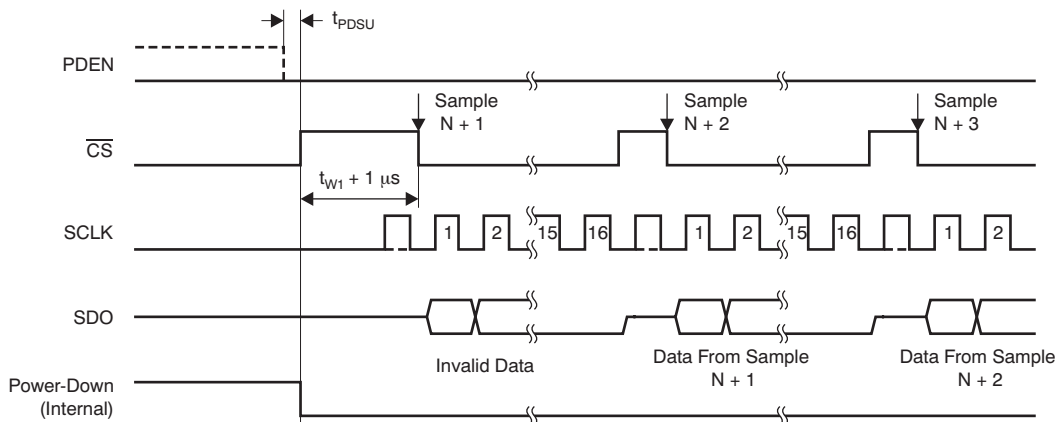 tPDSU
PDEN
Sample
N + 1
Sample
N + 2
Sample
N + 3
CS
tW1 + 1 μs
SCLK
1 2 15 16 1 2 15 16 1 2
SDO
Invalid Data
Data From Sample
N + 1
Data From Sample
N + 2
Power-Down
(Internal)